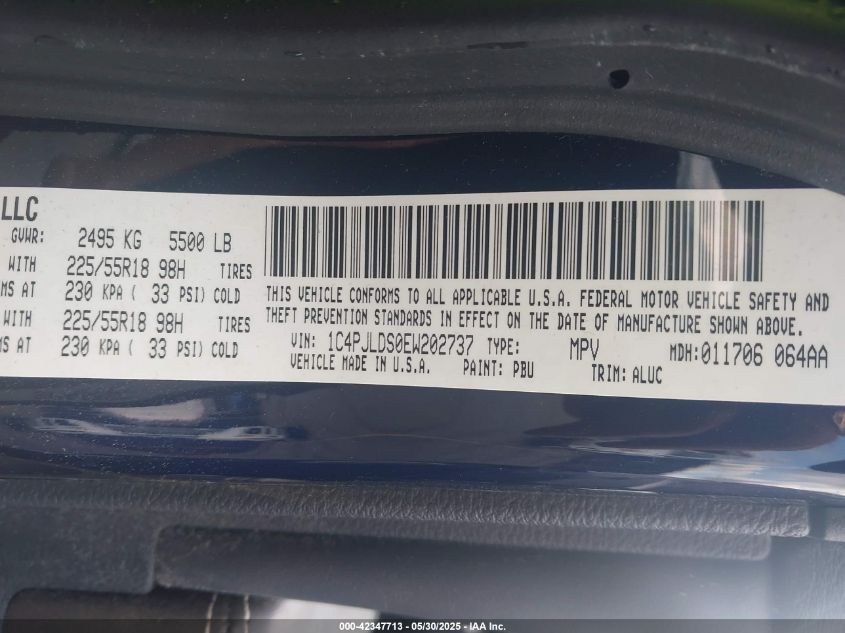 LLC
GVWR: 2495 KG 5500 LB
WITH 225/55R18 98H TIRES
MS AT 230 KPA ( 33 PSI) COLD
WITH 225/55R18 98H TIRES
MS AT 230 KPA ( 33 PSI) COLD
THIS VEHICLE CONFORMS TO ALL APPLICABLE U.S.A. FEDERAL MOTOR VEHICLE SAFETY AND
THEFT PREVENTION STANDARDS IN EFFECT ON THE DATE OF MANUFACTURE SHOWN ABOVE.
VIN: 1C4PJLDS0EW202737 TYPE: MPV MDH:011706 064AA
VEHICLE MADE IN U.S.A. PAINT: PBU TRIM: ALUC
000-42347713 - 05/30/2025 - IAA Inc.